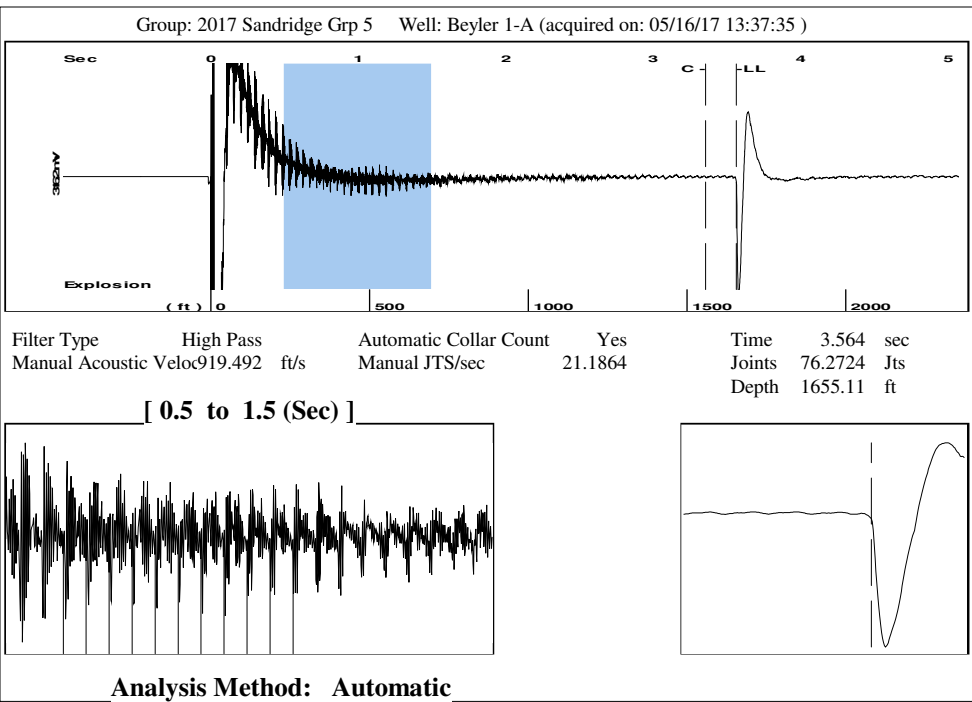 Group: 2017 Sandridge Grp 5 Well: Beyler 1-A (acquired on: 05/16/17 13:37:35 )
Sec 0 1 2 3 4 5
C LL
mV
Explosion
( ft ) 0 500 1000 1500 2000
Filter Type High Pass Automatic Collar Count Yes Time 3.564 sec
Manual Acoustic Veloc919.492 ft/s Manual JTS/sec 21.1864 Joints 76.2724 Jts
Depth 1655.11 ft
[ 0.5 to 1.5 (Sec) ]
Analysis Method: Automatic